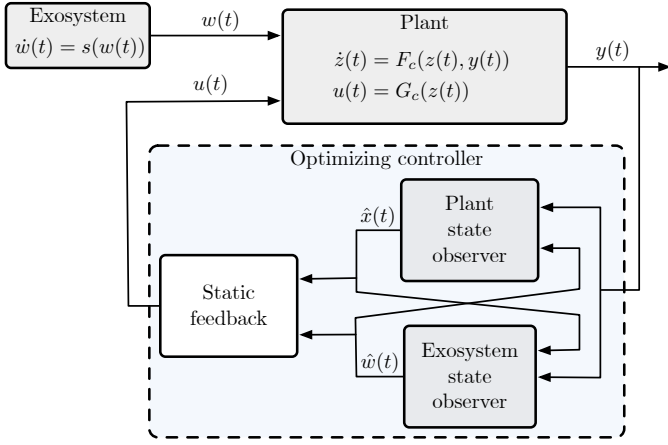 Exosystem
ẇ(t) = s(w(t))
w(t)
Plant
ż(t) = F_c(z(t), y(t))
u(t) = G_c(z(t))
y(t)
u(t)
Optimizing controller
Plant
state
observer
x̂(t)
Static
feedback
ŵ(t)
Exosystem
state
observer